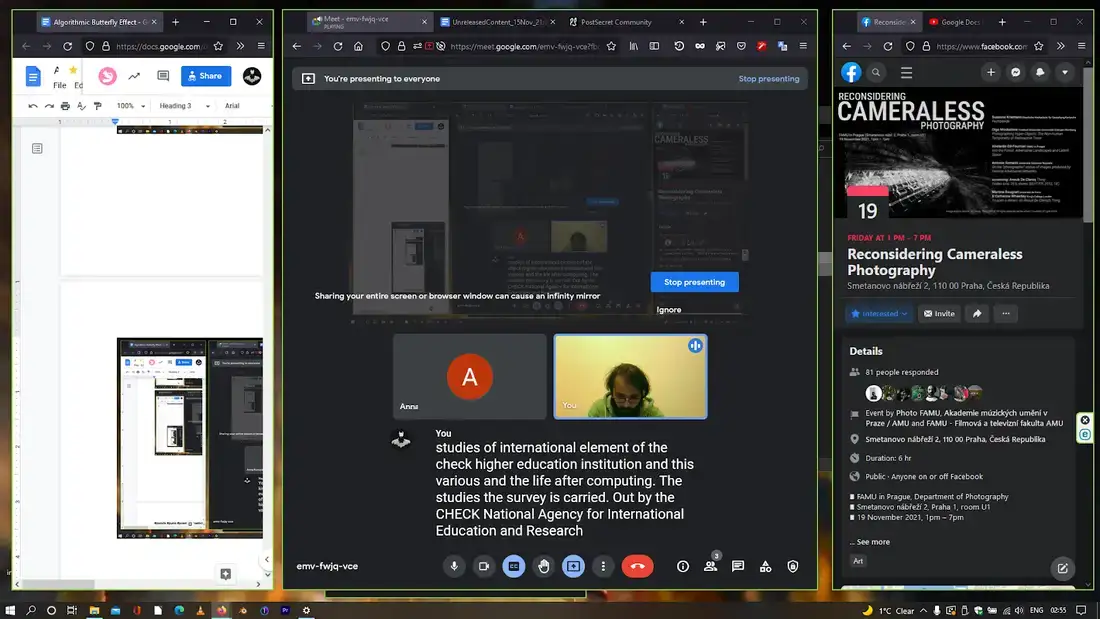 Algorithmic Butterfly Effect - G
https://docs.google.com/
File
Ed
Share
100%
Heading 3
Arial
Meet - emv-fwjq-vce
PLAYING
UnreleasedContent_15Nov_21
PostSecret Community
https://meet.google.com/emv-fwjq-vce?
You're presenting to everyone
Stop presenting
Sharing your entire screen or browser window can cause an infinity mirror
Stop presenting
Ignore
A
Anna
You
You
studies of international element of the
check higher education institution and this
various and the life after computing. The
studies the survey is carried. Out by the
CHECK National Agency for International
Education and Research
emv-fwjq-vce
3
Reconside
Google Docs
https://www.facebook.com
RECONSIDERING
CAMERALESS
PHOTOGRAPHY
19
FRIDAY AT 1 PM – 7 PM
Reconsidering Cameraless
Photography
Smetanovo nábřeží 2, 110 00 Praha, Česká Republika
Interested
Invite
Details
81 people responded
Event by Photo FAMU, Akademie múzických umění v
Praze / AMU and FAMU - Filmová a televizní fakulta AMU
Smetanovo nábřeží 2, 110 00 Praha, Česká Republika
Duration: 6 hr
Public · Anyone on or off Facebook
FAMU in Prague, Department of Photography
Smetanovo nábřeží 2, Praha 1, room U1
19 November 2021, 1pm – 7pm
... See more
Art
1°C Clear
ENG
02:55